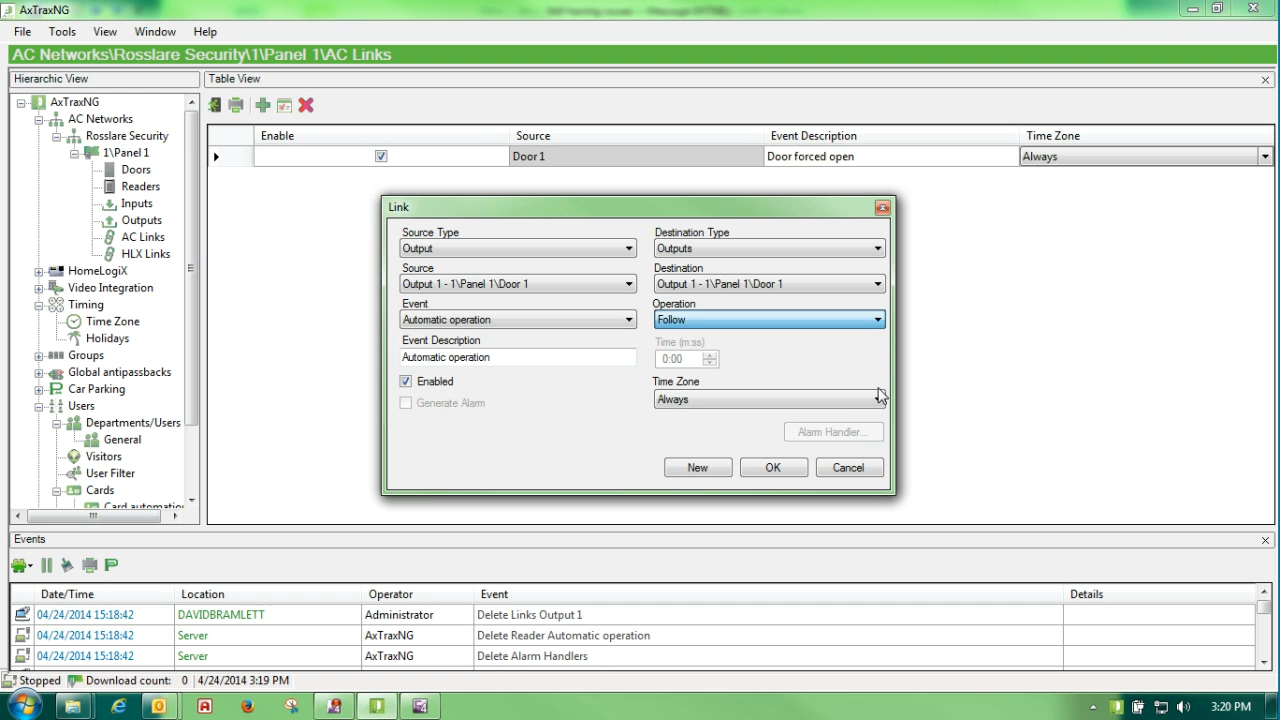 AxTraxNG
File Tools View Window Help
AC Networks\Rosslare Security\1\Panel 1\AC Links
Hierarchic View
Table View
AxTraxNG
AC Networks
Rosslare Security
1\Panel 1
Doors
Readers
Inputs
Outputs
AC Links
HLX Links
HomeLogiX
Video Integration
Timing
Time Zone
Holidays
Groups
Global antipassbacks
Car Parking
Users
Departments/Users
General
Visitors
User Filter
Cards
Enable Source Event Description Time Zone
Door 1 Door forced open Always
Link
Source Type
Output
Source
Output 1 - 1\Panel 1\Door 1
Event
Automatic operation
Event Description
Automatic operation
Enabled
Generate Alarm
Destination Type
Outputs
Destination
Output 1 - 1\Panel 1\Door 1
Operation
Follow
Time (m:ss)
0:00
Time Zone
Always
Alarm Handler...
New OK Cancel
Events
Date/Time Location Operator Event Details
04/24/2014 15:18:42 DAVIDBRAMLETT Administrator Delete Links Output 1
04/24/2014 15:18:42 Server AxTraxNG Delete Reader Automatic operation
04/24/2014 15:18:42 Server AxTraxNG Delete Alarm Handlers
Stopped Download count: 0 4/24/2014 3:19 PM
3:20 PM